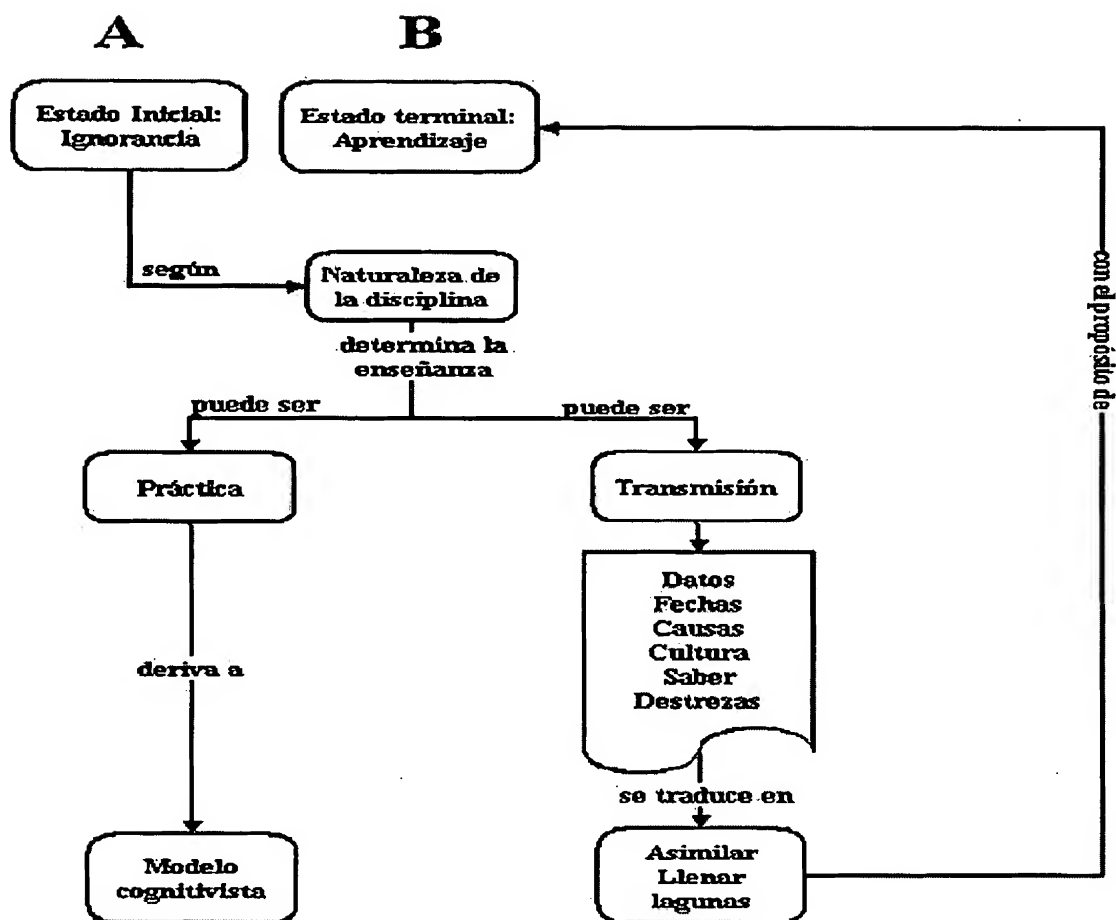 A
B
Estado Inicial:
Ignorancia
Estado terminal:
Aprendizaje
según
Naturaleza de
la disciplina
determina la
enseñanza
puede ser
puede ser
Práctica
Transmisión
Datos
Fechas
Causas
Cultura
Saber
Destrezas
deriva a
se traduce en
Modelo
cognitivista
Asimilar
Llenar
lagunas
con el propósito de